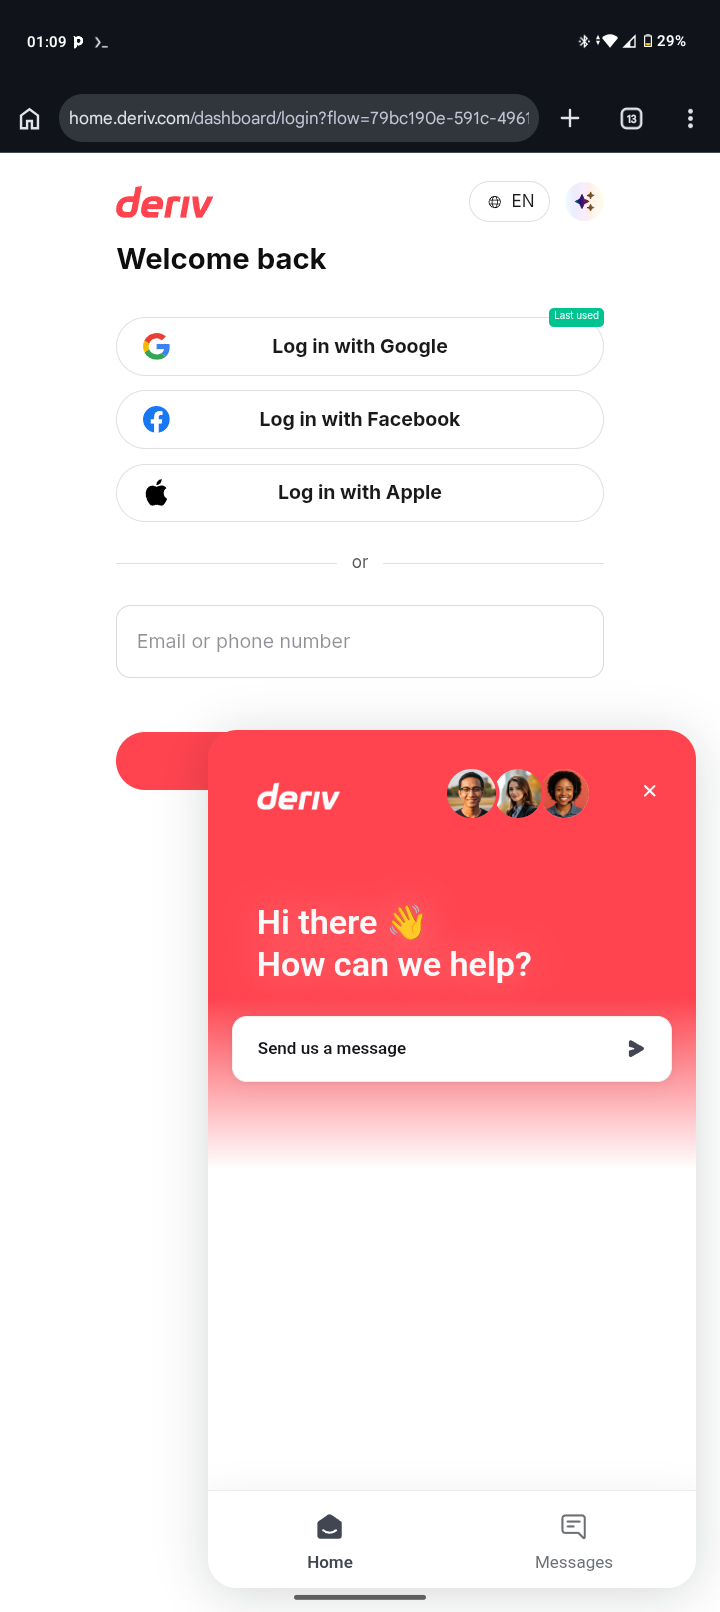 01:09
29%
home.deriv.com/dashboard/login?flow=79bc190e-591c-4961
13
deriv
EN
Welcome back
Last used
Log in with Google
Log in with Facebook
Log in with Apple
or
Email or phone number
deriv
Hi there 👋
How can we help?
Send us a message
Home
Messages